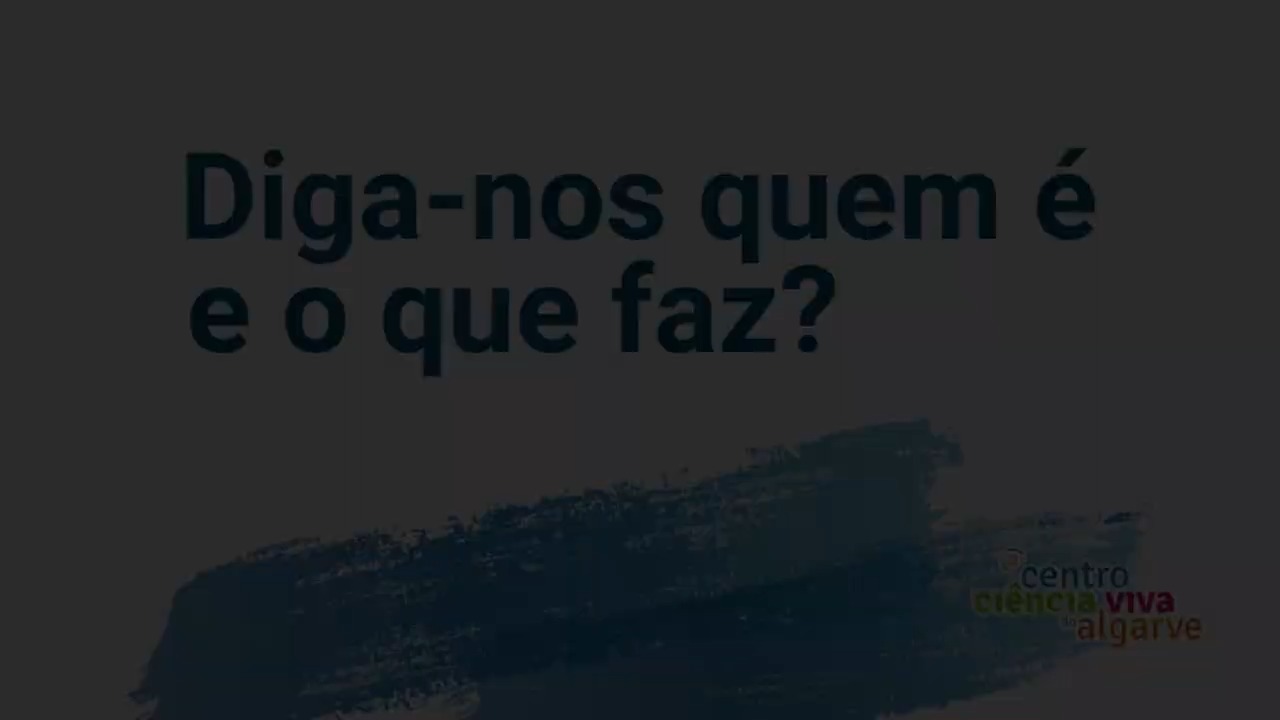 Diga-nos quem é
e o que faz?
centro
ciência viva
do algarve